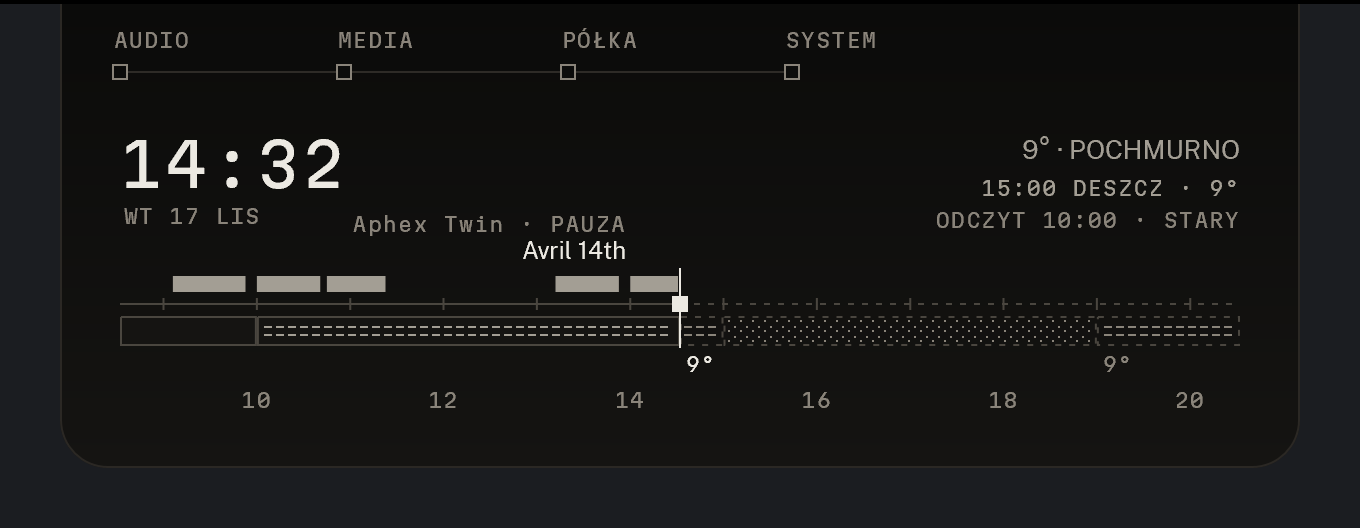 AUDIO MEDIA PÓŁKA SYSTEM
14:32
WT 17 LIS
Aphex Twin · PAUZA
Avril 14th
9° · POCHMURNO
15:00 DESZCZ · 9°
ODCZYT 10:00 · STARY
9° 9°
10 12 14 16 18 20